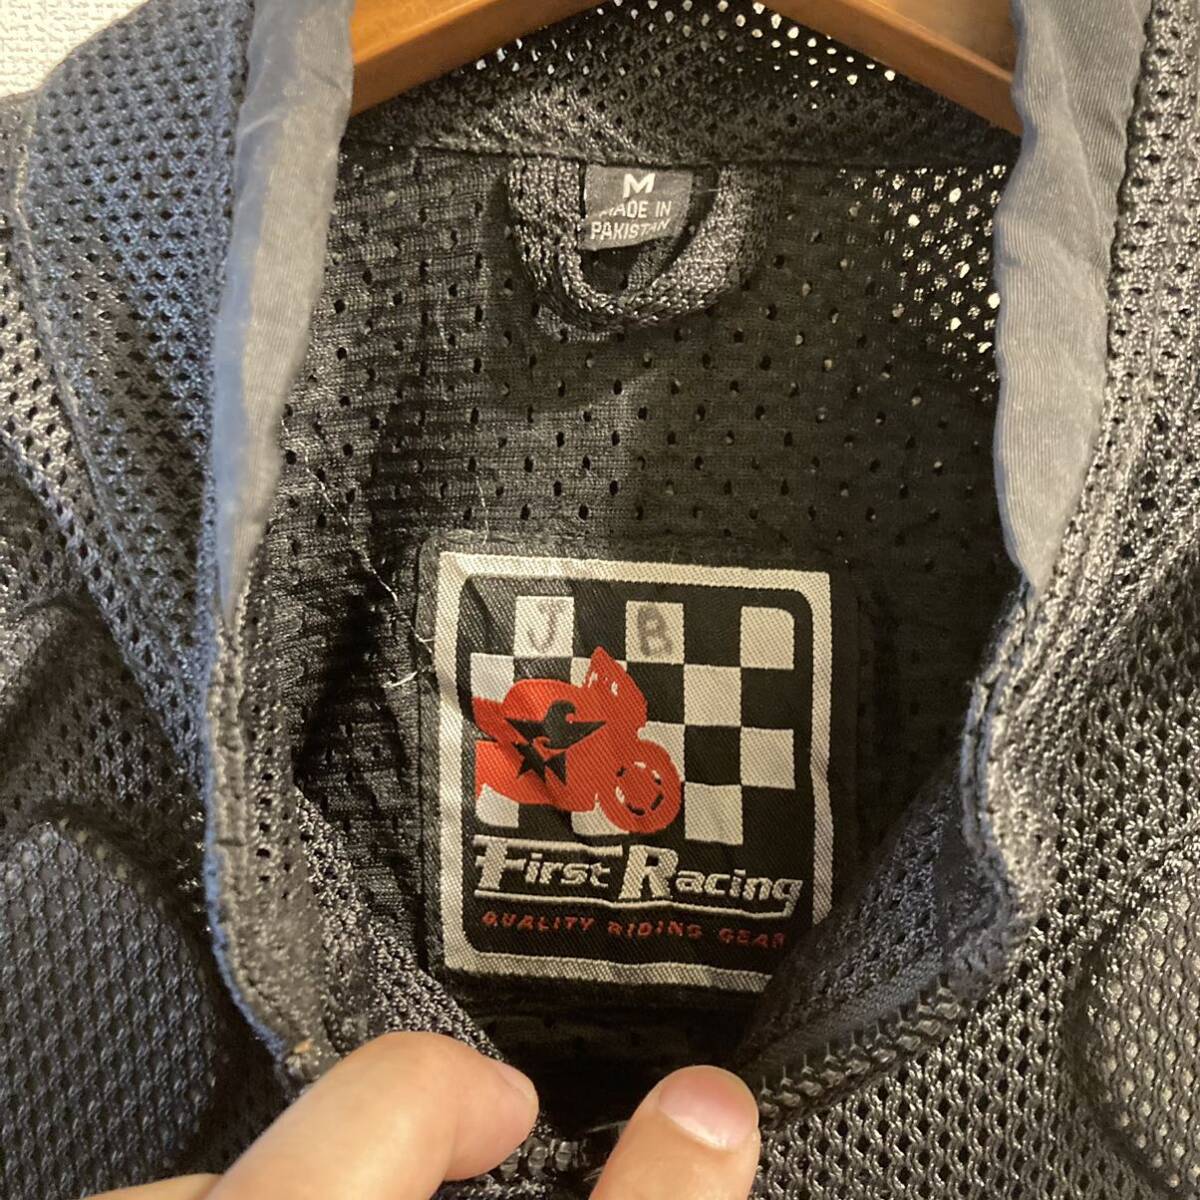 M
MADE IN
PAKISTAN
J B
First Racing
QUALITY RIDING GEAR